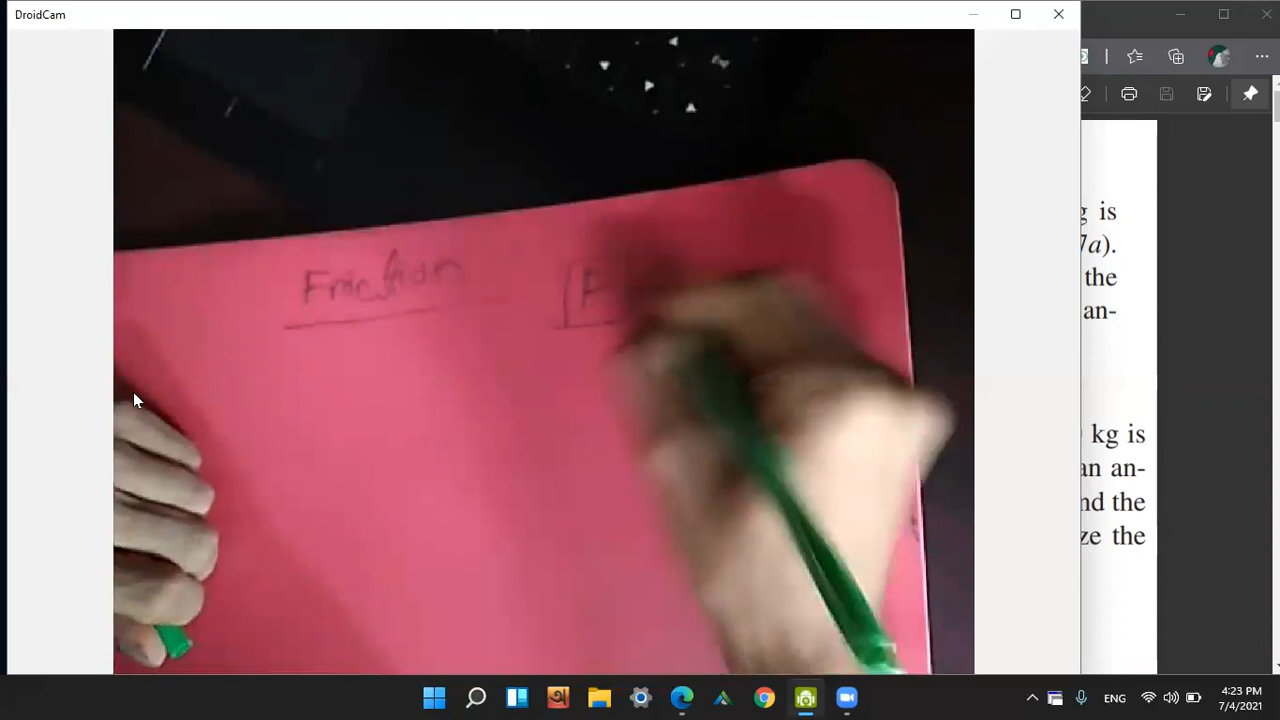 DroidCam
g is
7a).
the
an-
Friction F
kg is
an an-
nd the
ze the
ENG
4:23 PM
7/4/2021